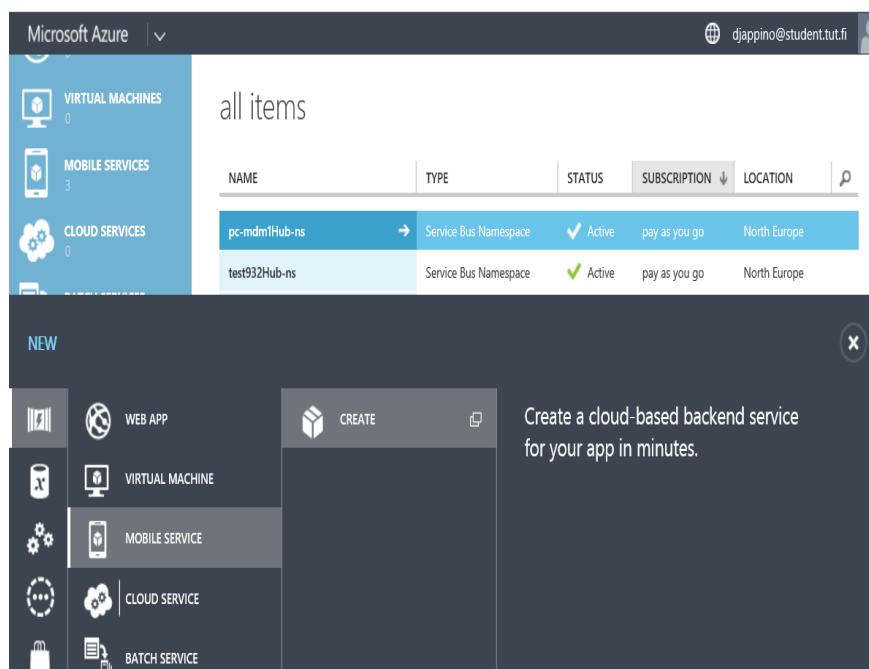 Microsoft Azure
djappino@student.tut.fi
VIRTUAL MACHINES
0
MOBILE SERVICES
3
CLOUD SERVICES
0
all items
NAME TYPE STATUS SUBSCRIPTION LOCATION
pc-mdm1Hub-ns Service Bus Namespace Active pay as you go North Europe
test932Hub-ns Service Bus Namespace Active pay as you go North Europe
NEW
WEB APP
VIRTUAL MACHINE
MOBILE SERVICE
CLOUD SERVICE
BATCH SERVICE
CREATE
Create a cloud-based backend service
for your app in minutes.